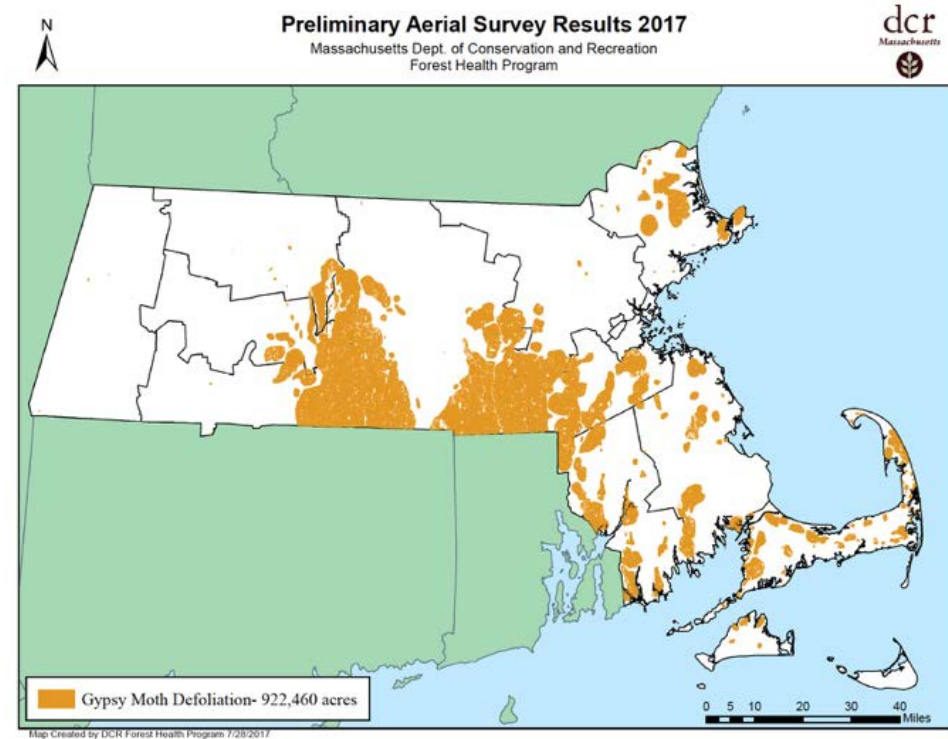 N
Preliminary Aerial Survey Results 2017
Massachusetts Dept. of Conservation and Recreation
Forest Health Program
dcr
Massachusetts
Gypsy Moth Defoliation- 922,460 acres
0 5 10 20 30 40
Miles
Map Created by DCR Forest Health Program 7/28/2017